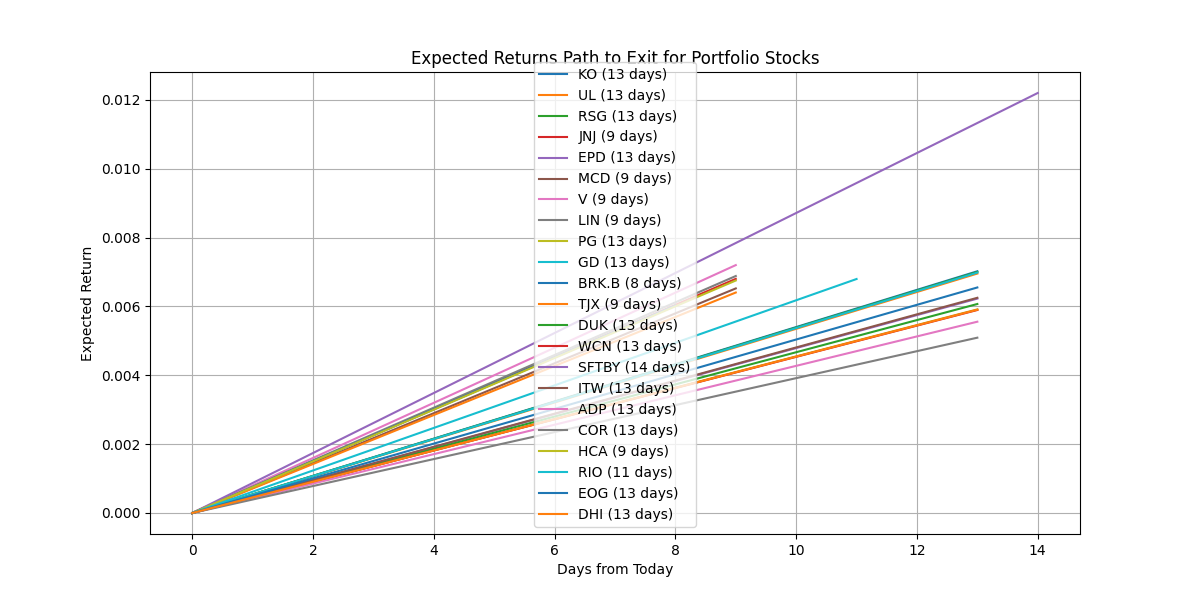 Expected Returns Path to Exit for Portfolio Stocks
KO (13 days)
UL (13 days)
RSG (13 days)
JNJ (9 days)
EPD (13 days)
MCD (9 days)
V (9 days)
LIN (9 days)
PG (13 days)
GD (13 days)
BRK.B (8 days)
TJX (9 days)
DUK (13 days)
WCN (13 days)
SFTBY (14 days)
ITW (13 days)
ADP (13 days)
COR (13 days)
HCA (9 days)
RIO (11 days)
EOG (13 days)
DHI (13 days)
Expected Return
0.012
0.010
0.008
0.006
0.004
0.002
0.000
0 2 4 6 8 10 12 14
Days from Today